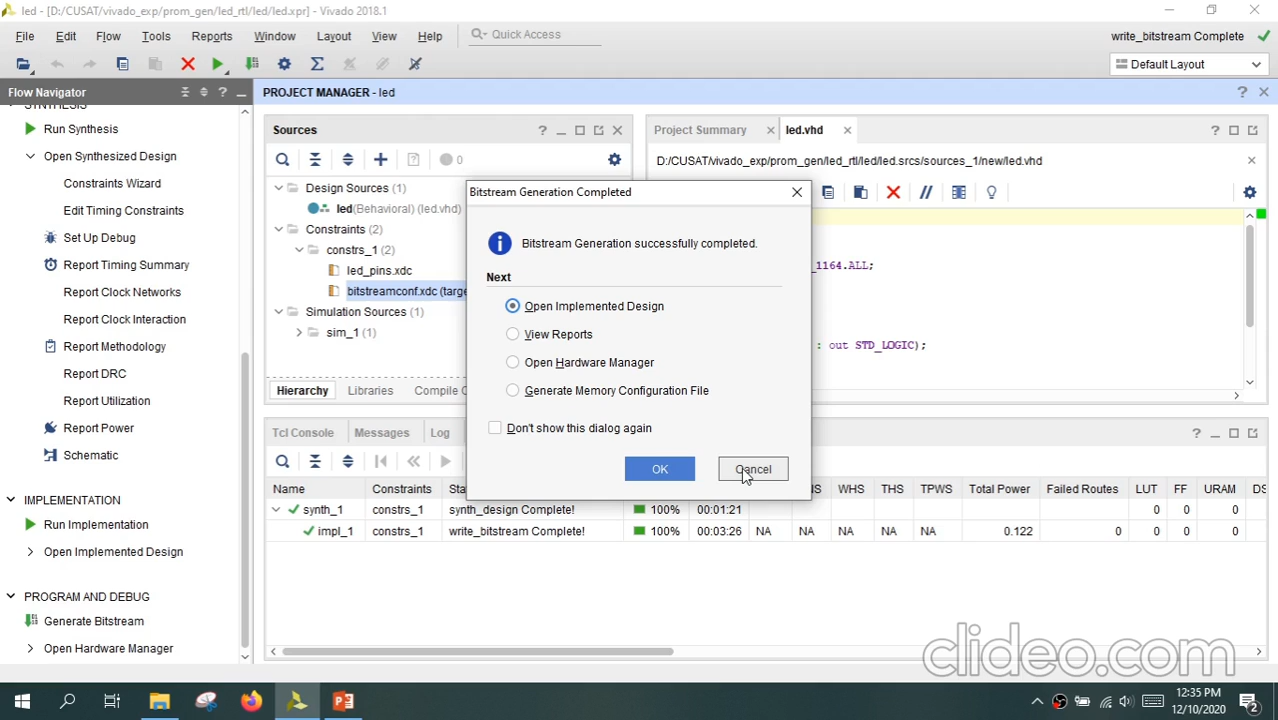 led - [D:/CUSAT/vivado_exp/prom_gen/led_rtl/led/led.xpr] - Vivado 2018.1
File Edit Flow Tools Reports Window Layout View Help Quick Access
write_bitstream Complete
Default Layout
Flow Navigator
PROJECT MANAGER - led
SYNTHESIS
Run Synthesis
Open Synthesized Design
Constraints Wizard
Edit Timing Constraints
Set Up Debug
Report Timing Summary
Report Clock Networks
Report Clock Interaction
Report Methodology
Report DRC
Report Utilization
Report Power
Schematic
IMPLEMENTATION
Run Implementation
Open Implemented Design
PROGRAM AND DEBUG
Generate Bitstream
Open Hardware Manager
Sources
0
Design Sources (1)
led(Behavioral) (led.vhd)
Constraints (2)
constrs_1 (2)
led_pins.xdc
bitstreamconf.xdc (targe
Simulation Sources (1)
sim_1 (1)
Hierarchy Libraries Compile
Project Summary led.vhd
D:/CUSAT/vivado_exp/prom_gen/led_rtl/led/led.srcs/sources_1/new/led.vhd
_1164.ALL;
: out STD_LOGIC);
Bitstream Generation Completed
Bitstream Generation successfully completed.
Next
Open Implemented Design
View Reports
Open Hardware Manager
Generate Memory Configuration File
Don't show this dialog again
OK Cancel
Tcl Console Messages Log
Name Constraints Sta S WHS THS TPWS Total Power Failed Routes LUT FF URAM DS
synth_1 constrs_1 synth_design Complete! 100% 00:01:21 0 0 0
impl_1 constrs_1 write_bitstream Complete! 100% 00:03:26 NA NA NA NA 0.122 0 0 0 0
clideo.com
12:35 PM
12/10/2020
2